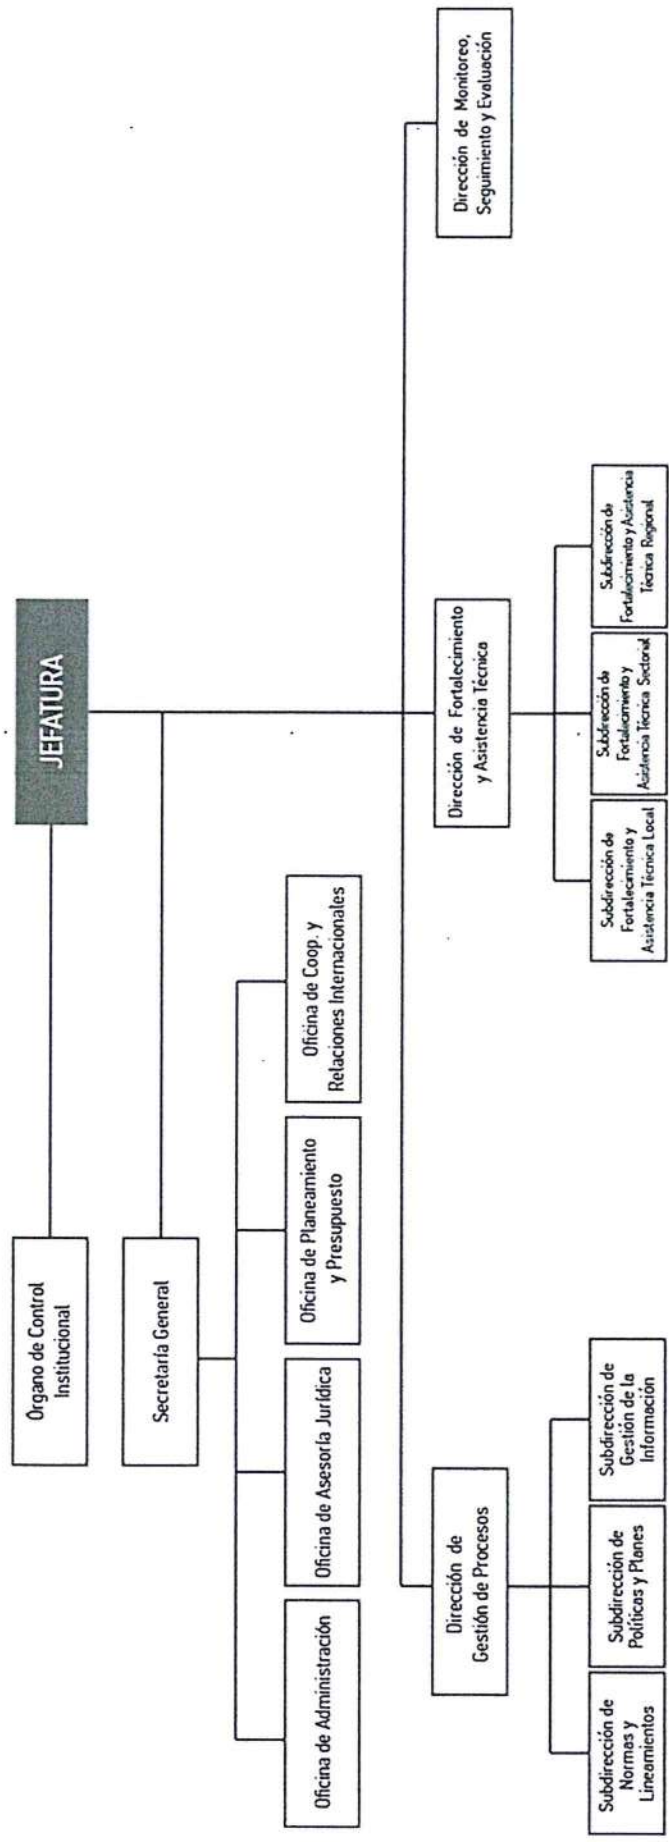 JEFATURA
Órgano de Control
Institucional
Secretaría General
Oficina de Administración
Oficina de Asesoría Jurídica
Oficina de Planeamiento
y Presupuesto
Oficina de Coop. y
Relaciones Internacionales
Dirección de
Gestión de Procesos
Dirección de Fortalecimiento
y Asistencia Técnica
Dirección de Monitoreo,
Seguimiento y Evaluación
Subdirección de
Normas y
Lineamientos
Subdirección de
Políticas y Planes
Subdirección de
Gestión de la
Información
Subdirección de
Fortalecimiento y
Asistencia Técnica Local
Subdirección de
Fortalecimiento y
Asistencia Técnica Sectorial
Subdirección de
Fortalecimiento y Asistencia
Técnica Regional